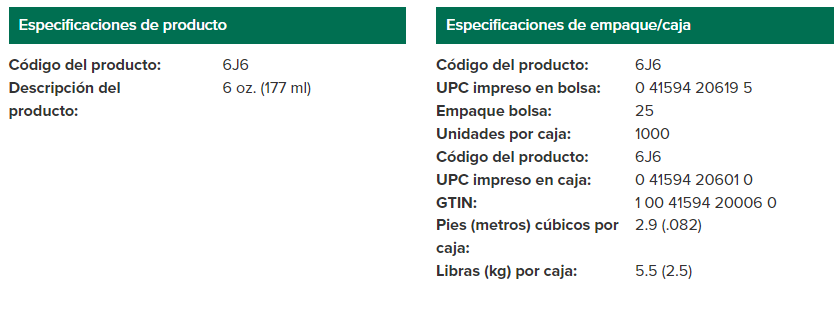 Especificaciones de producto
Código del producto: 6J6
Descripción del 6 oz. (177 ml)
producto:
Especificaciones de empaque/caja
Código del producto: 6J6
UPC impreso en bolsa: 0 41594 20619 5
Empaque bolsa: 25
Unidades por caja: 1000
Código del producto: 6J6
UPC impreso en caja: 0 41594 20601 0
GTIN: 1 00 41594 20006 0
Pies (metros) cúbicos por 2.9 (.082)
caja:
Libras (kg) por caja: 5.5 (2.5)